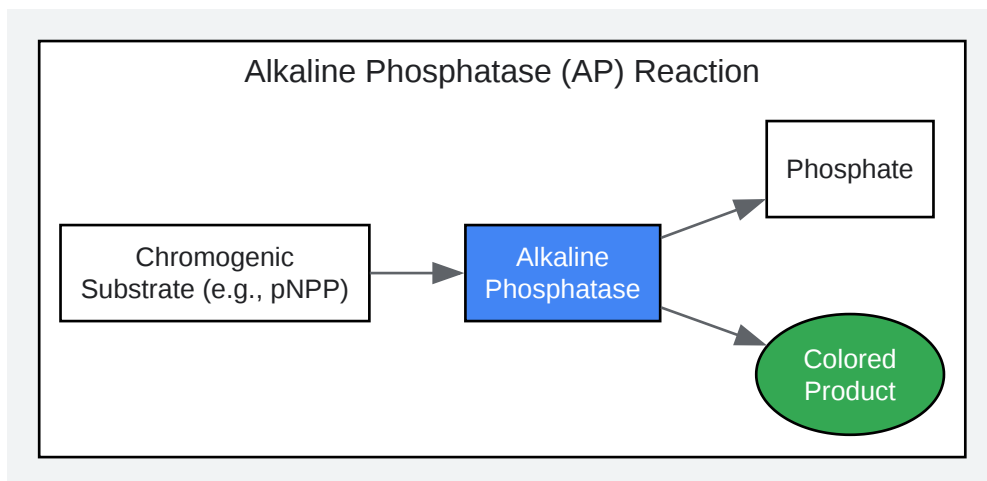 Alkaline Phosphatase (AP) Reaction
Phosphate
Chromogenic
Substrate (e.g., pNPP)
Alkaline
Phosphatase
Colored
Product